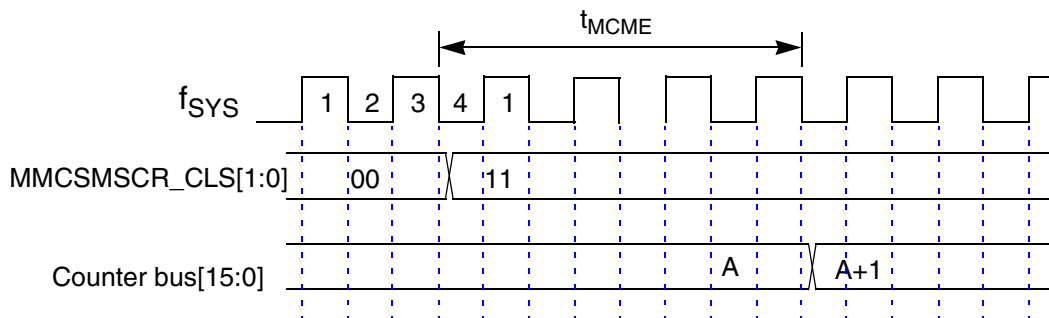 tMCME
fSYS 1 2 3 4 1
MMCSMSCR_CLS[1:0] 00 11
Counter bus[15:0] A A+1